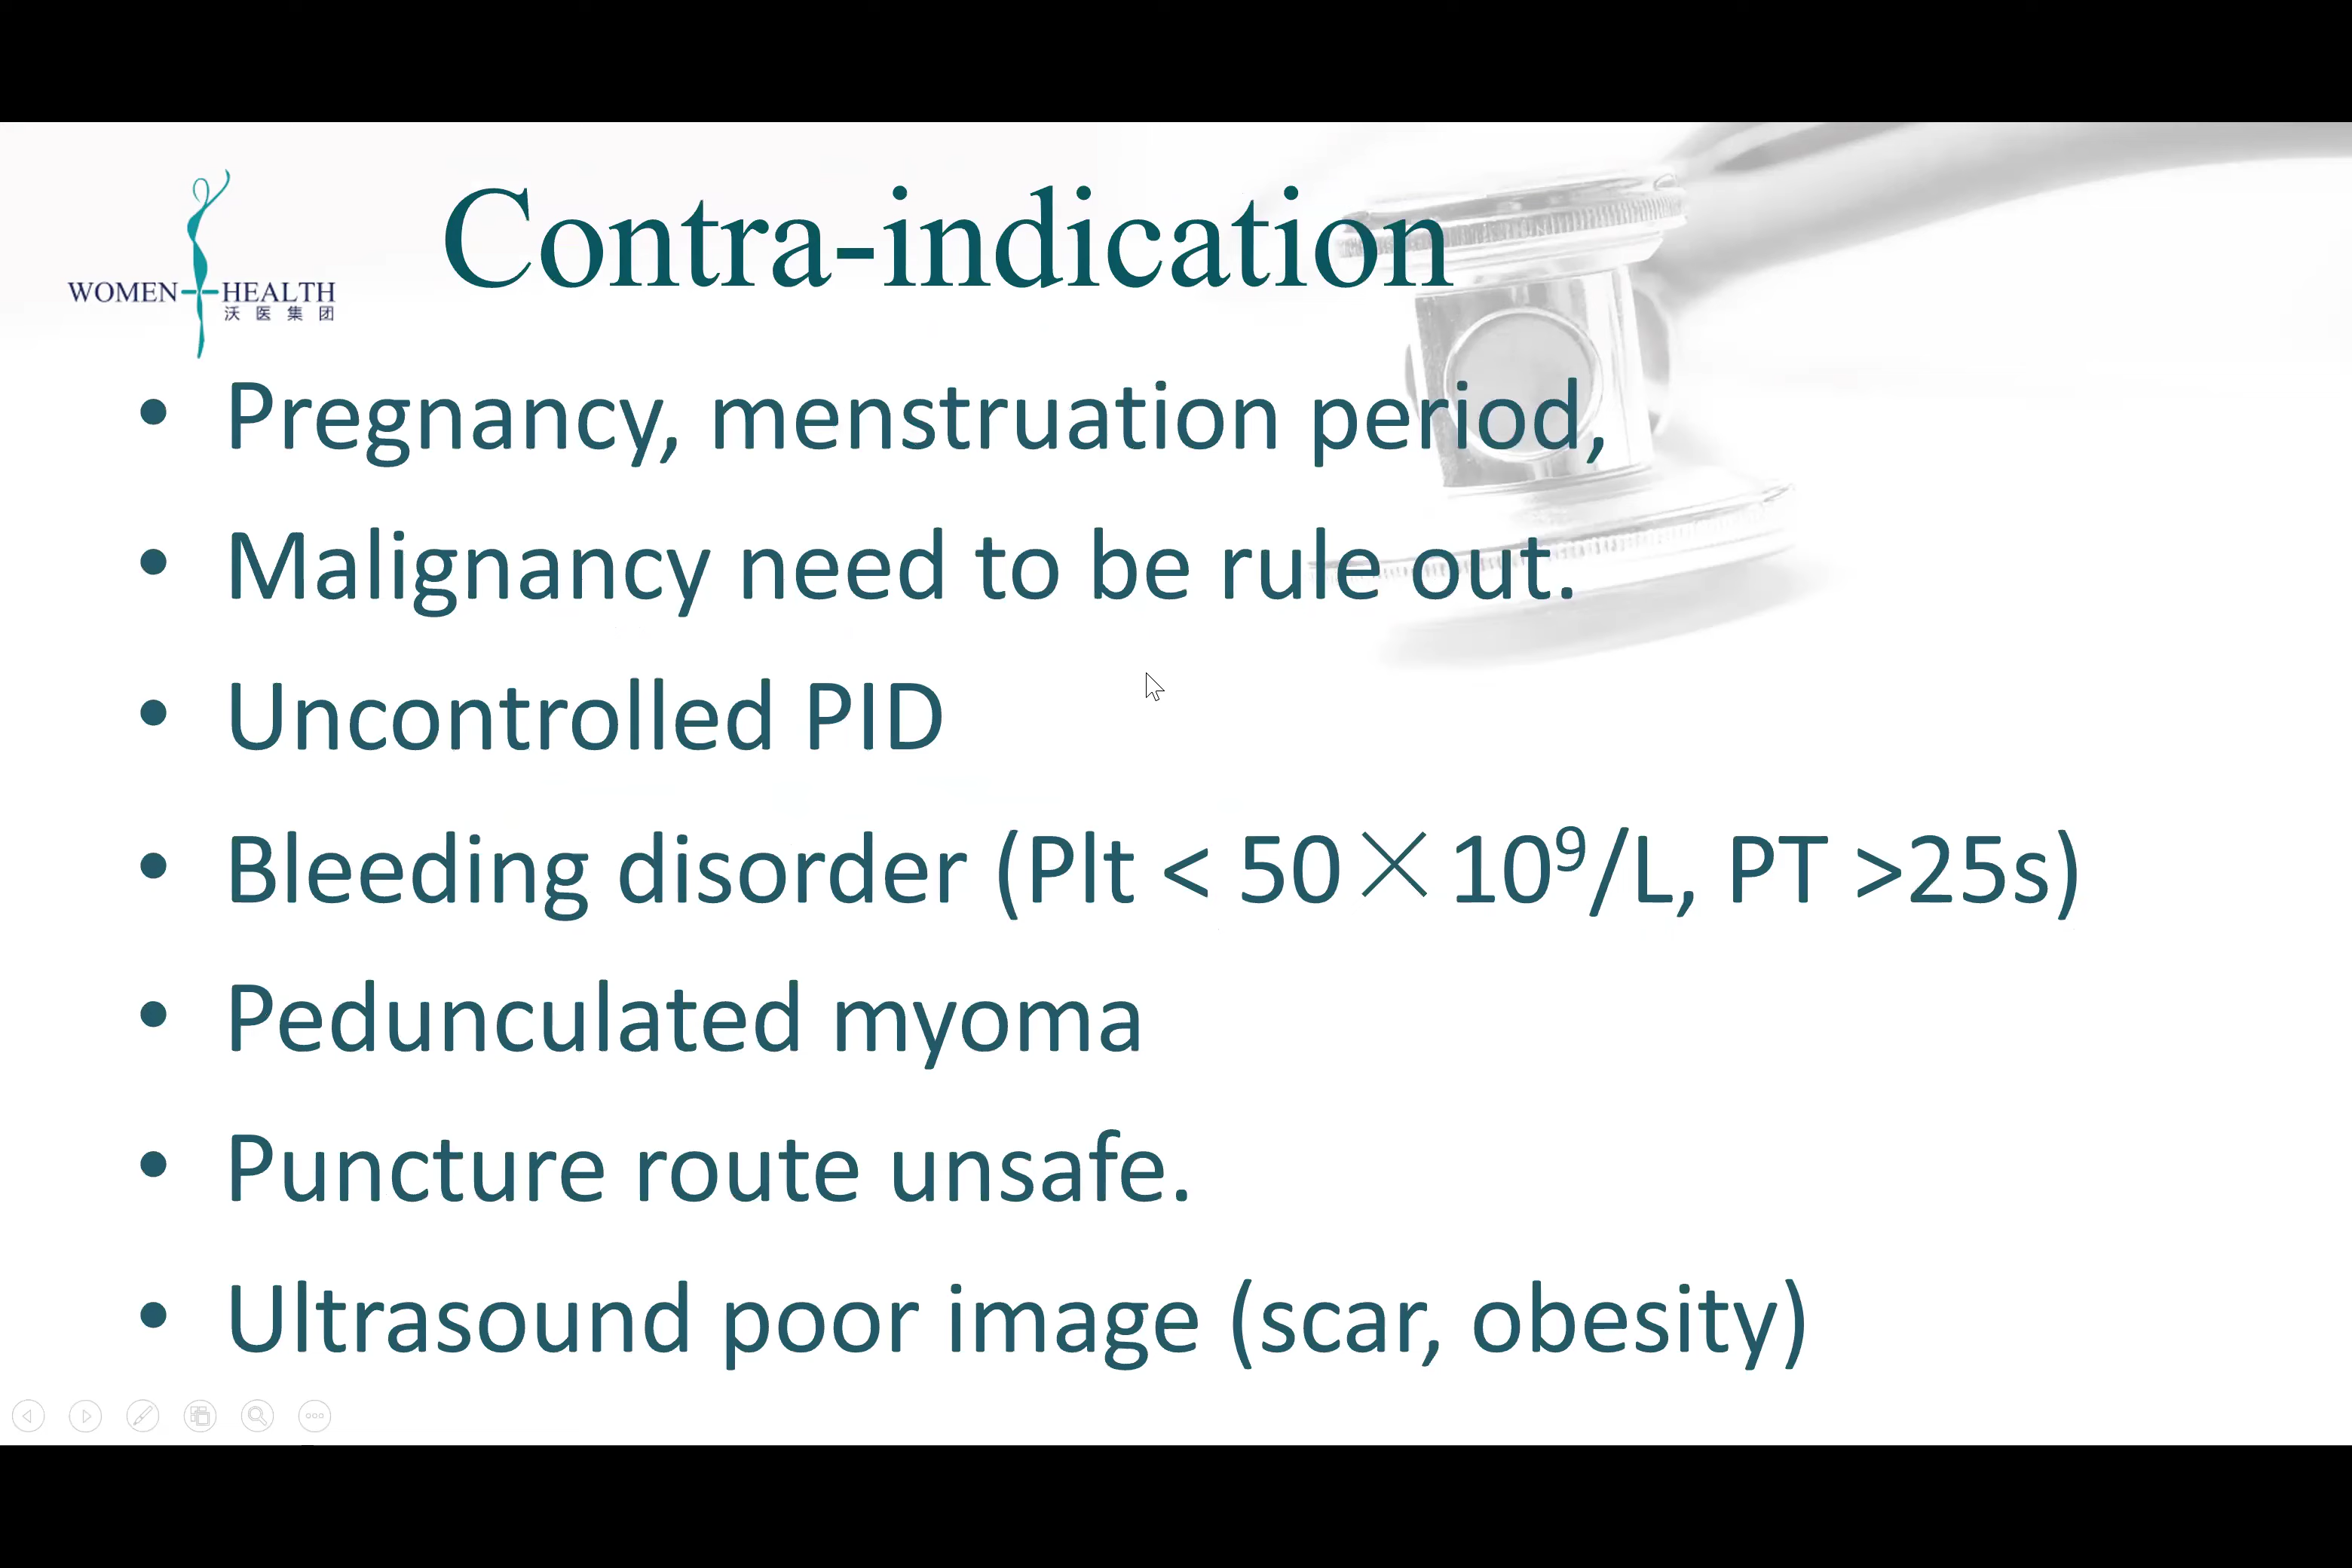 Contra-indication
WOMEN HEALTH
沃医集团
• Pregnancy, menstruation period,
• Malignancy need to be rule out.
• Uncontrolled PID
• Bleeding disorder (Plt < 50×10⁹/L, PT >25s)
• Pedunculated myoma
• Puncture route unsafe.
• Ultrasound poor image (scar, obesity)